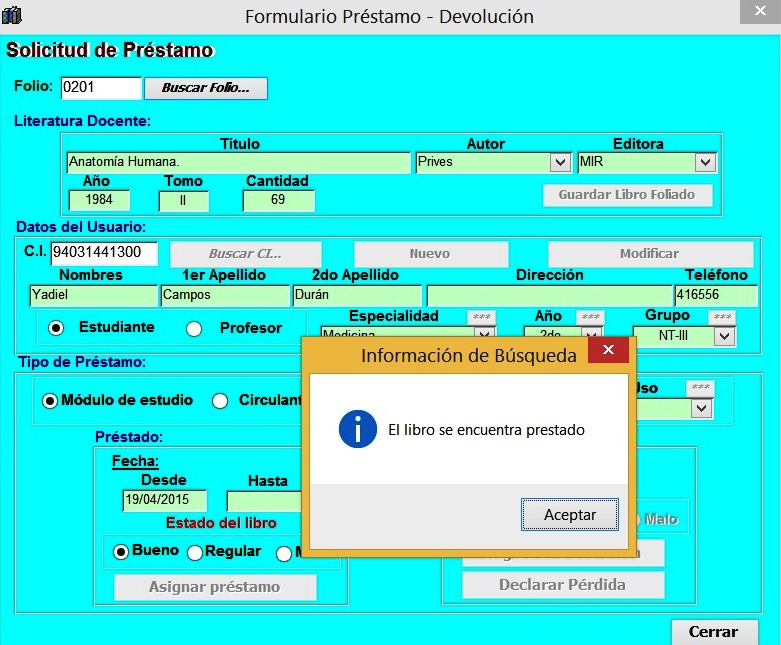 Formulario Préstamo - Devolución
Solicitud de Préstamo
Folio: 0201 Buscar Folio...
Literatura Docente:
Título Autor Editora
Anatomía Humana. Prives MIR
Año Tomo Cantidad
1984 II 69 Guardar Libro Foliado
Datos del Usuario:
C.I. 94031441300 Buscar CI... Nuevo Modificar
Nombres 1er Apellido 2do Apellido Dirección Teléfono
Yadiel Campos Durán 416556
Estudiante Profesor Especialidad *** Año *** Grupo ***
Medicina 2do NT-III
Tipo de Préstamo:
Módulo de estudio Circulant Uso ***
Información de Búsqueda
El libro se encuentra prestado
Aceptar
Préstado:
Fecha:
Desde Hasta
19/04/2015
Estado del libro
Bueno Regular Malo
Asignar préstamo Declarar Pérdida
Cerrar